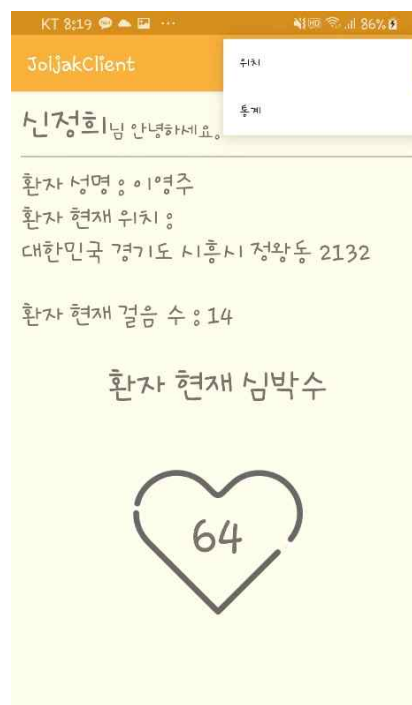 KT 8:19 86%
JoljakClient
위치
통계
신정희님 안녕하세요.
환자 성명 : 이영주
환자 현재 위치 :
대한민국 경기도 시흥시 정왕동 2132
환자 현재 걸음 수 : 14
환자 현재 심박수
64